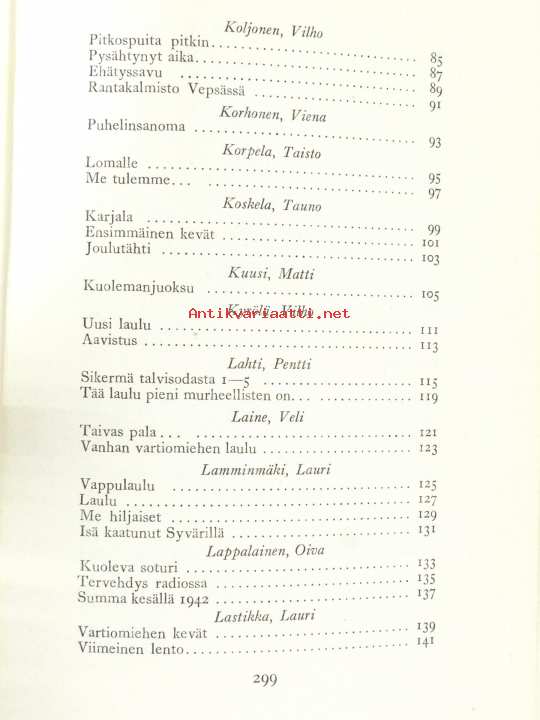 Koljonen, Vilho
Pitkospuita pitkin........................ 85
Pysähtynyt aika........................ 87
Ehätyssavu ........................ 89
Rantakalmisto Vepsässä ........................ 91
Korhonen, Viena
Puhelinsanoma ........................ 93
Korpela, Taisto
Lomalle ........................ 95
Me tulemme... ........................ 97
Koskela, Tauno
Karjala ........................ 99
Ensimmäinen kevät ........................ 101
Joulutähti ........................ 103
Kuusi, Matti
Kuolemanjuoksu ........................ 105
Antikvariaatti.net
Vilho
Uusi laulu ........................ 111
Aavistus ........................ 113
Lahti, Pentti
Sikermä talvisodasta 1—5 ........................ 115
Tää laulu pieni murheellisten on... ........................ 119
Laine, Veli
Taivas pala... ........................ 121
Vanhan vartiomiehen laulu ........................ 123
Lamminmäki, Lauri
Vappulaulu ........................ 125
Laulu ........................ 127
Me hiljaiset ........................ 129
Isä kaatunut Syvärillä ........................ 131
Lappalainen, Oiva
Kuoleva soturi ........................ 133
Tervehdys radiossa ........................ 135
Summa kesällä 1942 ........................ 137
Lastikka, Lauri
Vartiomiehen kevät ........................ 139
Viimeinen lento........................ 141
299